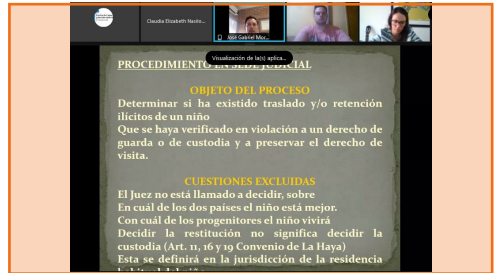 Claudia Elizabeth Nasilo...
José Gabriel Mor...
Visualización de la(s) aplica...
PROCEDIMIENTO EN SEDE JUDICIAL
OBJETO DEL PROCESO
Determinar si ha existido traslado y/o retención
ilícitos de un niño
Que se haya verificado en violación a un derecho de
guarda o de custodia y a preservar el derecho de
visita.
CUESTIONES EXCLUIDAS
El Juez no está llamado a decidir, sobre
En cuál de los dos países el niño está mejor.
Con cuál de los progenitores el niño vivirá
Decidir la restitución no significa decidir la
custodia (Art. 11, 16 y 19 Convenio de La Haya)
Esta se definirá en la jurisdicción de la residencia